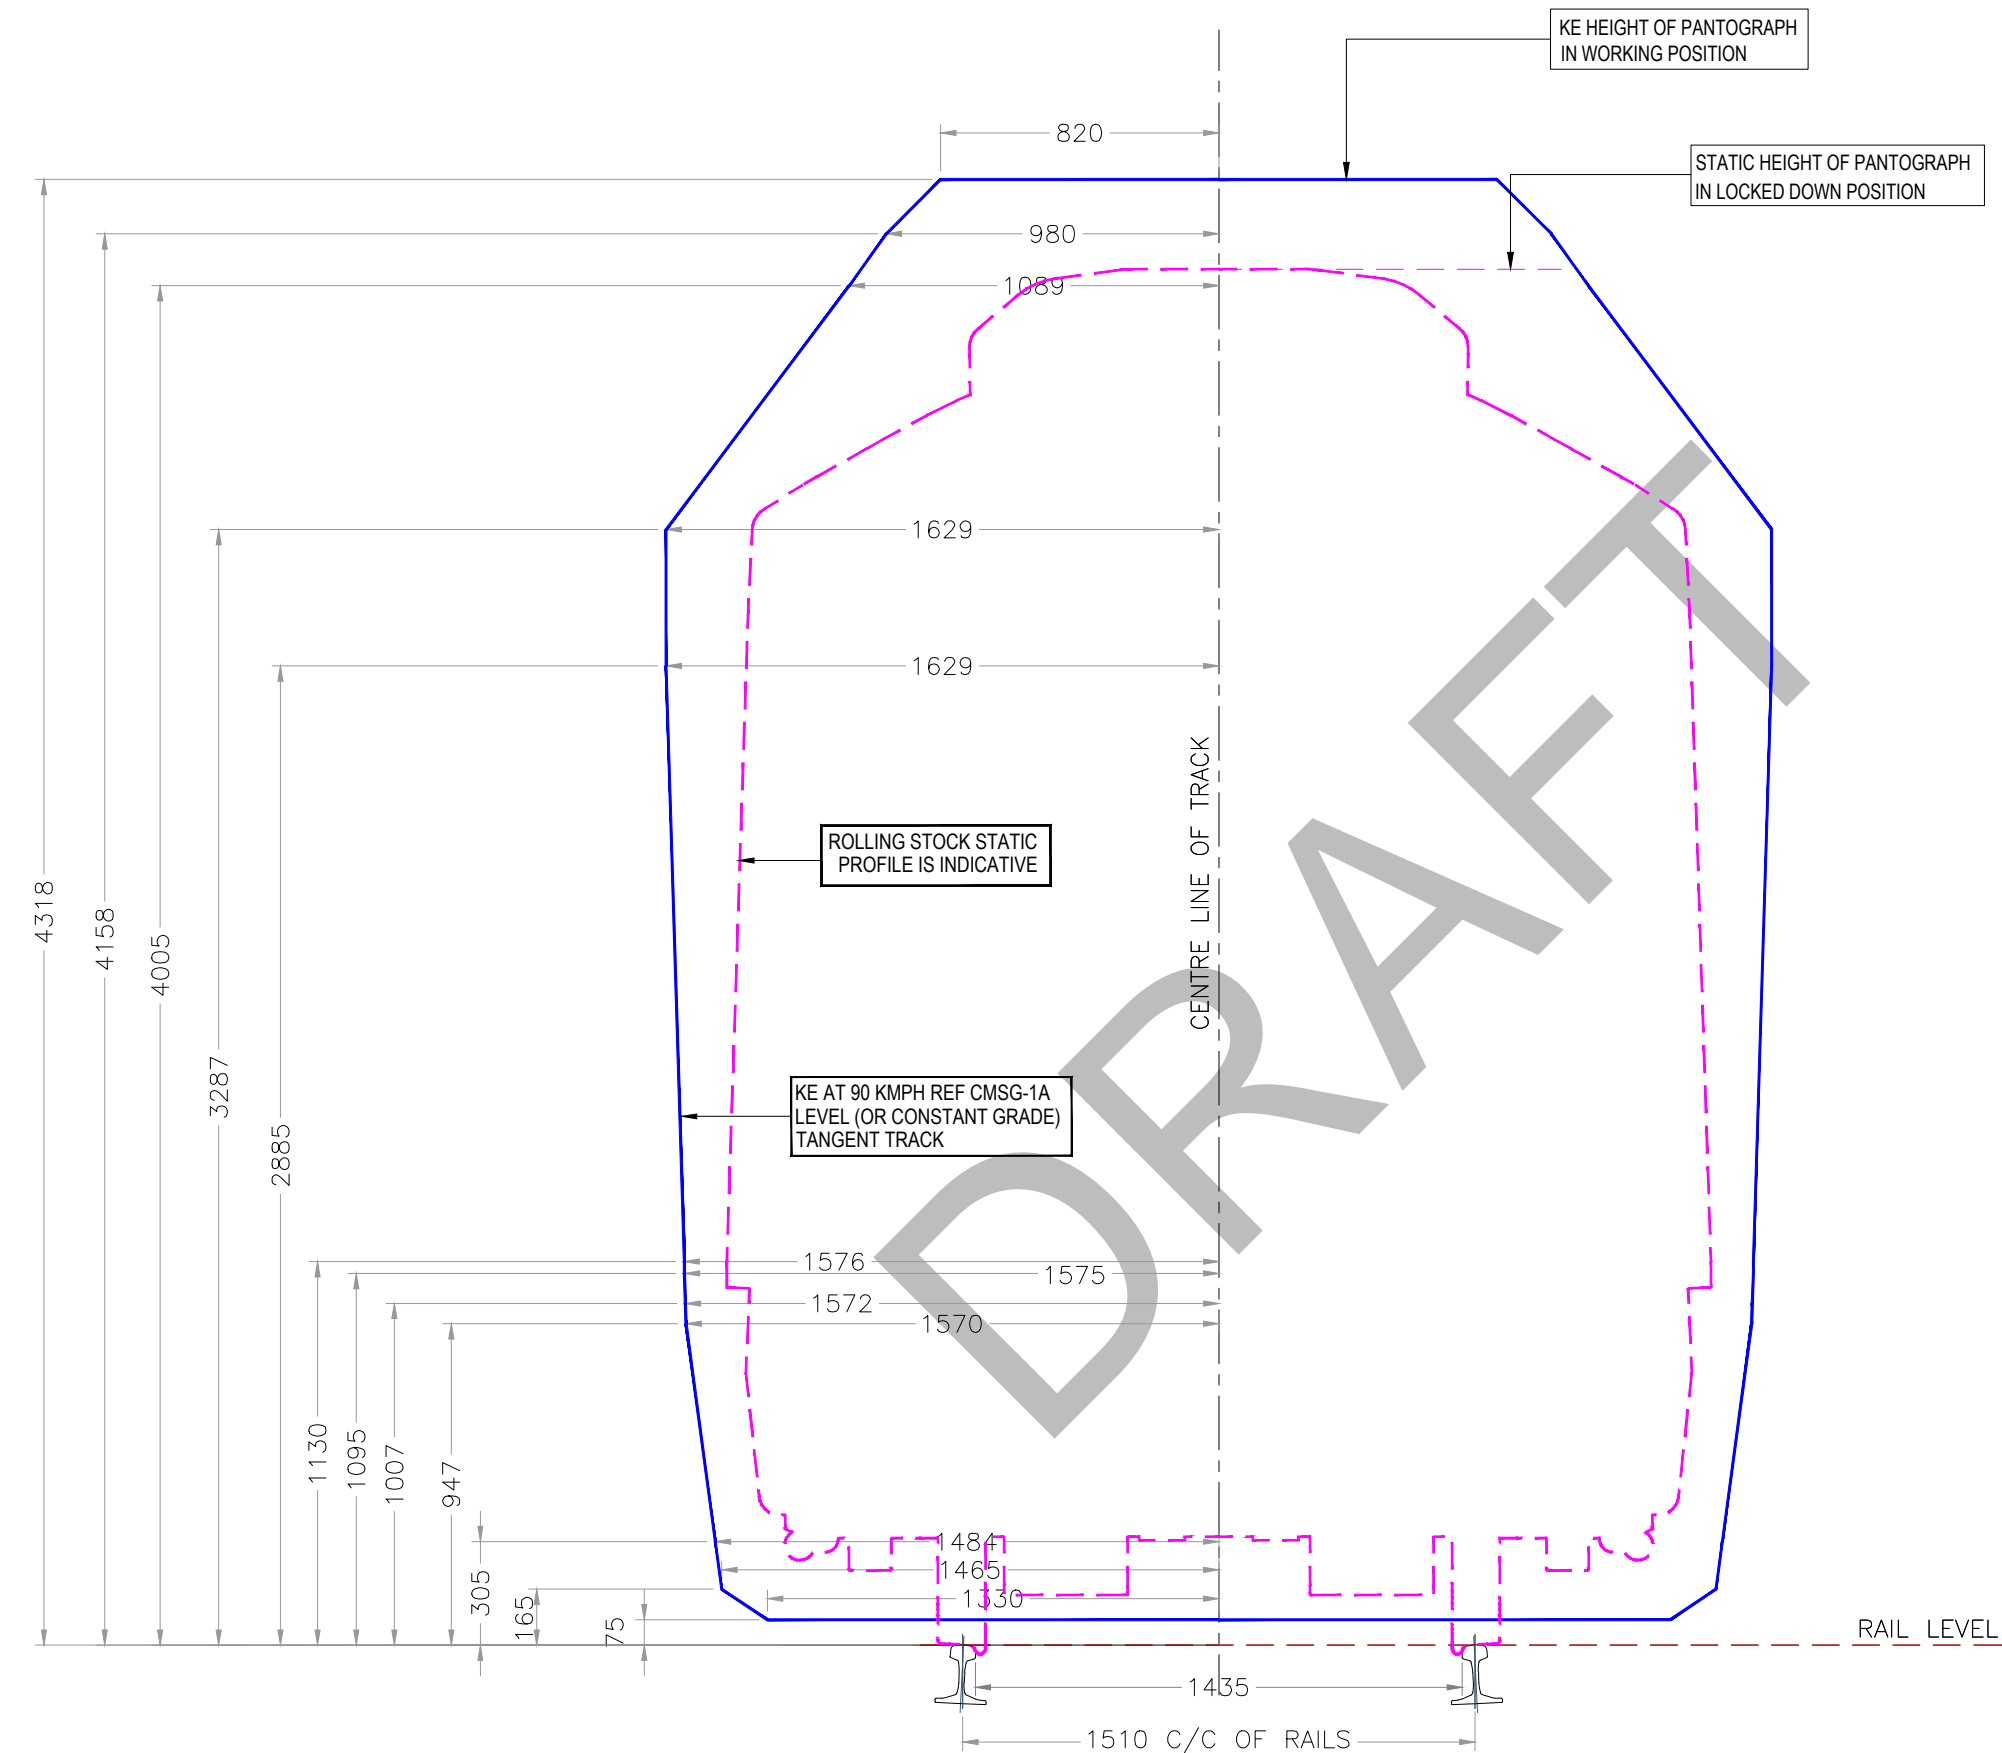 KE HEIGHT OF PANTOGRAPH
IN WORKING POSITION
820
STATIC HEIGHT OF PANTOGRAPH
IN LOCKED DOWN POSITION
980
1089
1629
1629
CENTRE LINE OF TRACK
ROLLING STOCK STATIC
PROFILE IS INDICATIVE
4318
4158
4005
3287
2885
KE AT 90 KMPH REF CMSG-1A
LEVEL (OR CONSTANT GRADE)
TANGENT TRACK
DRAFT
1576
1575
1572
1570
1130
1095
1007
947
305
165
75
1484
1465
1330
RAIL LEVEL
1435
1510 C/C OF RAILS